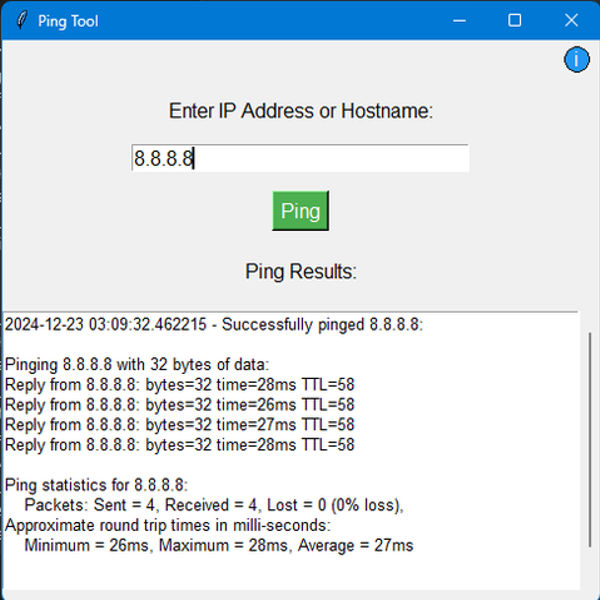 Ping Tool
i
Enter IP Address or Hostname:
8.8.8.8
Ping
Ping Results:
2024-12-23 03:09:32.462215 - Successfully pinged 8.8.8.8:
Pinging 8.8.8.8 with 32 bytes of data:
Reply from 8.8.8.8: bytes=32 time=28ms TTL=58
Reply from 8.8.8.8: bytes=32 time=26ms TTL=58
Reply from 8.8.8.8: bytes=32 time=27ms TTL=58
Reply from 8.8.8.8: bytes=32 time=28ms TTL=58
Ping statistics for 8.8.8.8:
    Packets: Sent = 4, Received = 4, Lost = 0 (0% loss),
Approximate round trip times in milli-seconds:
    Minimum = 26ms, Maximum = 28ms, Average = 27ms